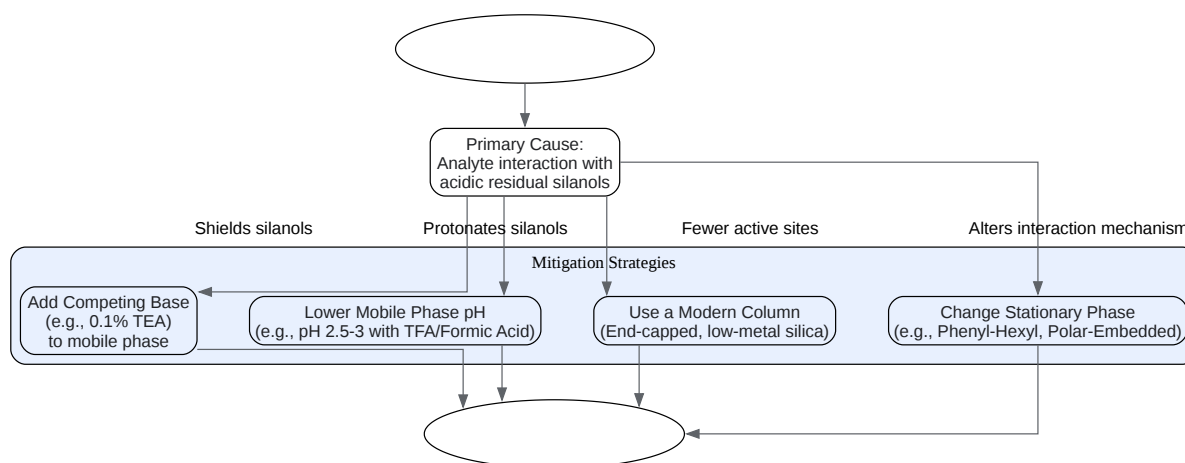 Primary Cause:
Analyte interaction with
acidic residual silanols
Shields silanols
Protonates silanols
Fewer active sites
Alters interaction mechanism
Mitigation Strategies
Add Competing Base
(e.g., 0.1% TEA)
to mobile phase
Lower Mobile Phase pH
(e.g., pH 2.5-3 with TFA/Formic Acid)
Use a Modern Column
(End-capped, low-metal silica)
Change Stationary Phase
(e.g., Phenyl-Hexyl, Polar-Embedded)